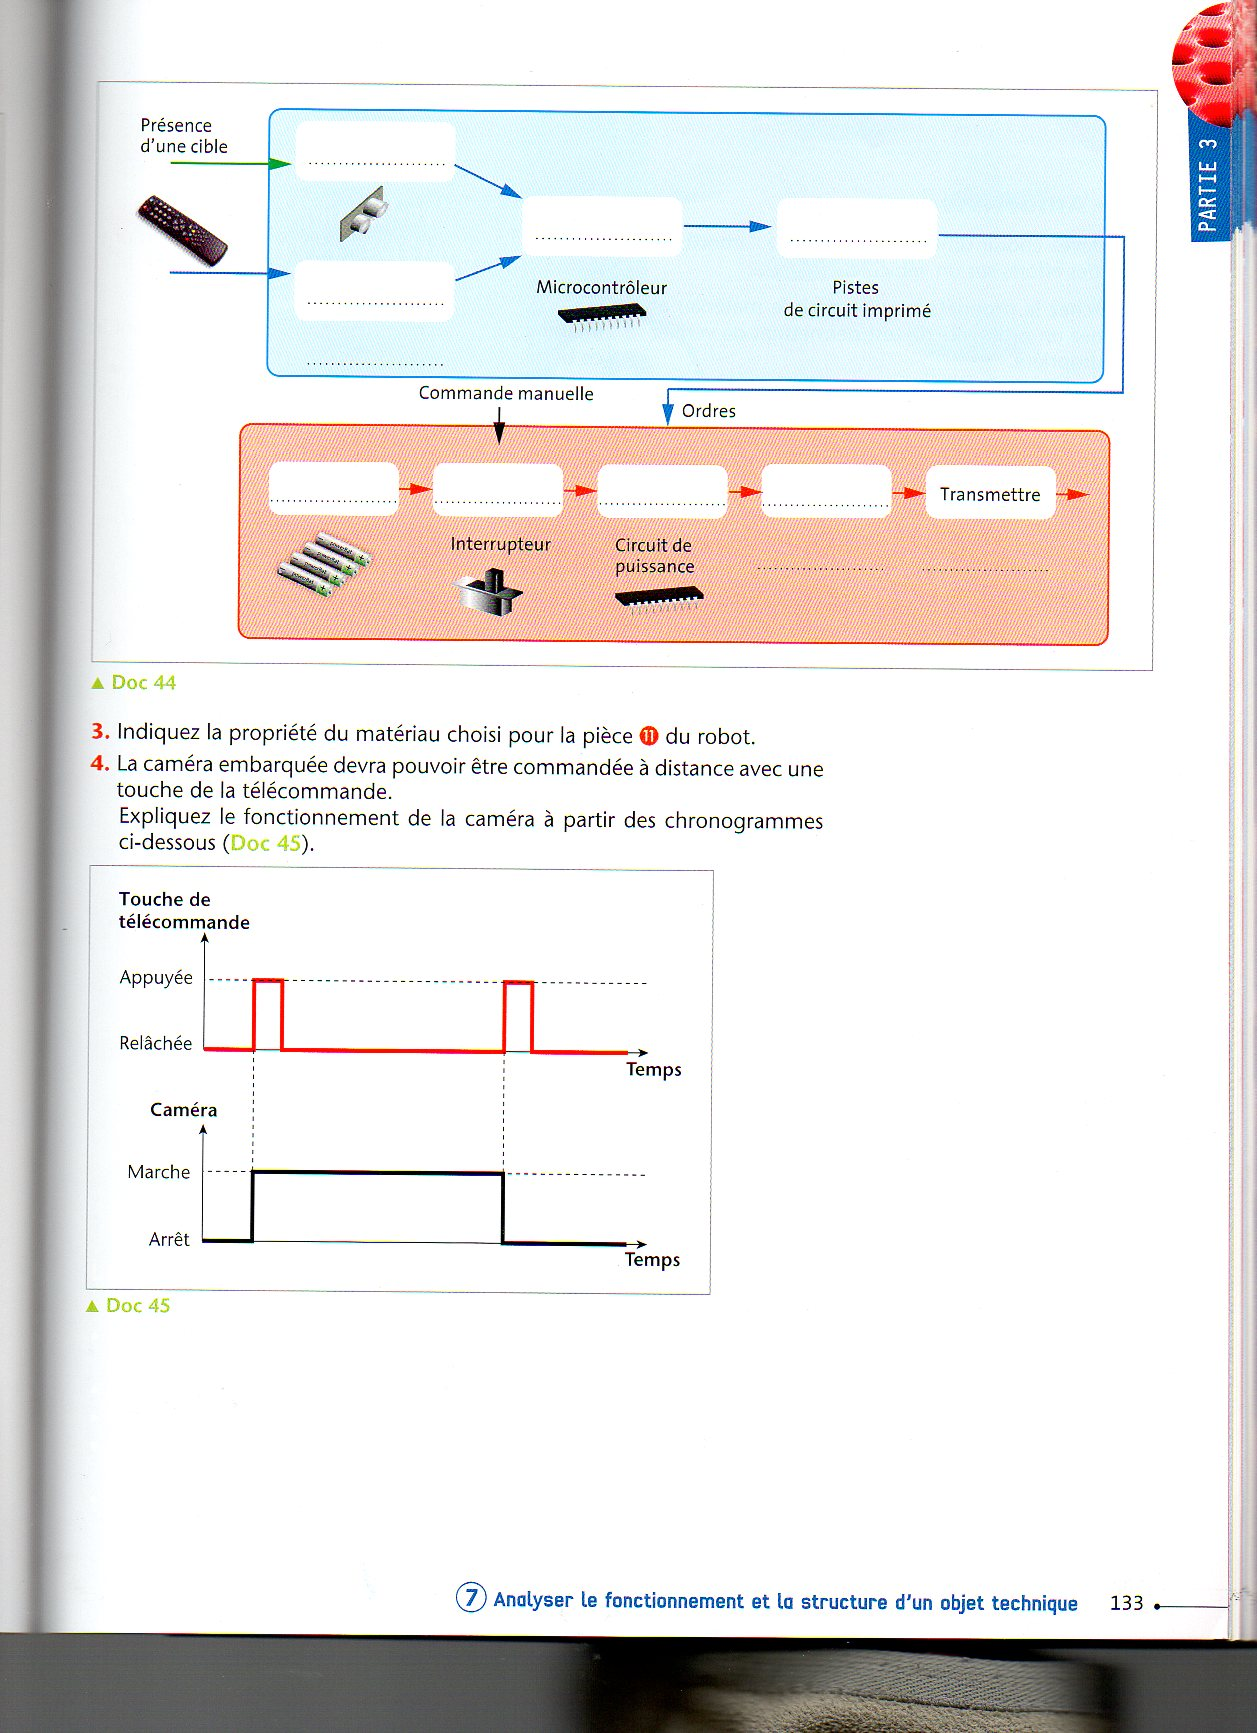 Présence
d'une cible
......................
......................
......................
......................
......................
Microcontrôleur
Pistes
de circuit imprimé
......................
Commande manuelle
Ordres
......................
......................
......................
......................
Transmettre
Interrupteur
Circuit de
puissance
......................
......................
▲ Doc 44
3. Indiquez la propriété du matériau choisi pour la pièce 11 du robot.
4. La caméra embarquée devra pouvoir être commandée à distance avec une
touche de la télécommande.
Expliquez le fonctionnement de la caméra à partir des chronogrammes
ci-dessous (Doc 45).
Touche de
télécommande
Appuyée
Relâchée
Temps
Caméra
Marche
Arrêt
Temps
▲ Doc 45
7 Analyser le fonctionnement et la structure d'un objet technique 133
PARTIE 3